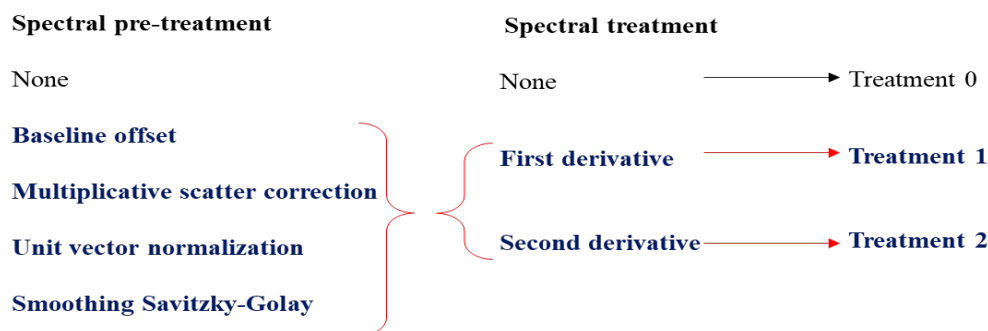 Spectral pre-treatment Spectral treatment
None None Treatment 0
Baseline offset
First derivative Treatment 1
Multiplicative scatter correction
Unit vector normalization
Second derivative Treatment 2
Smoothing Savitzky-Golay